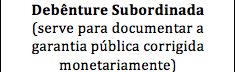 Debênture Subordinada
(serve para documentar a
garantia pública corrigida
monetariamente)